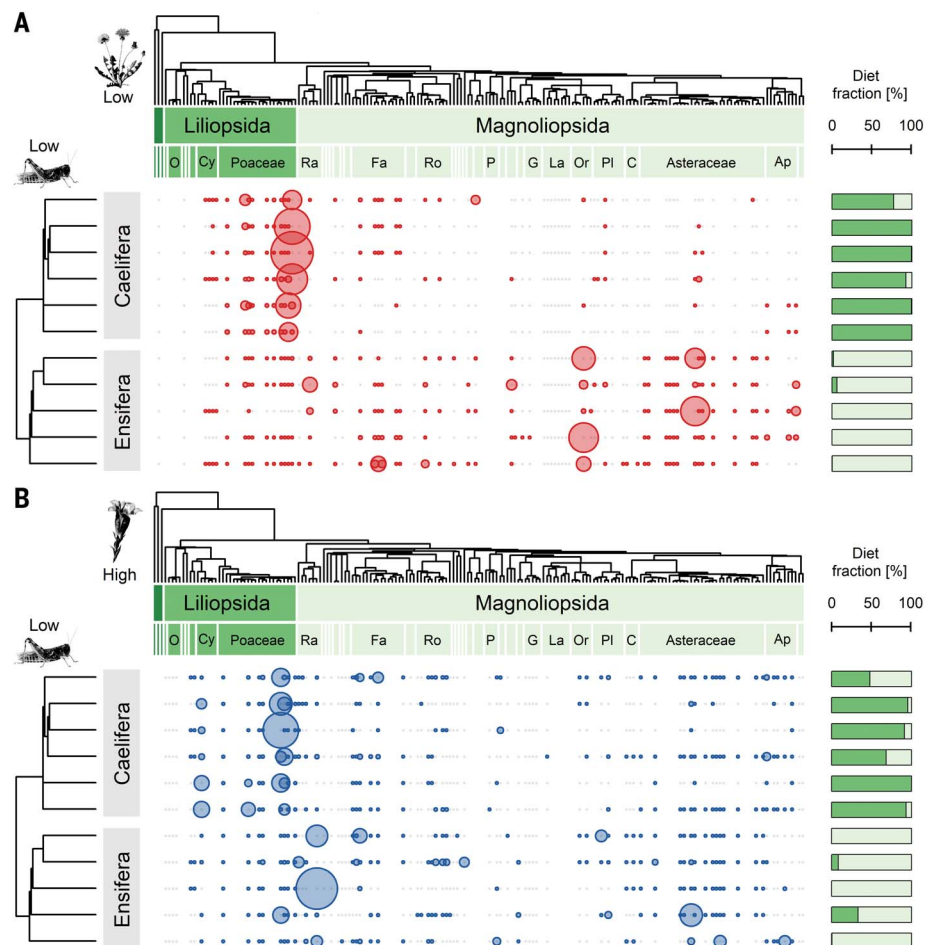 A
Low
Diet
fraction [%]
0 50 100
Liliopsida Magnoliopsida
O Cy Poaceae Ra Fa Ro P G La Or Pl C Asteraceae Ap
Low
Caelifera
Ensifera
B
High
Diet
fraction [%]
0 50 100
Liliopsida Magnoliopsida
O Cy Poaceae Ra Fa Ro P G La Or Pl C Asteraceae Ap
Low
Caelifera
Ensifera